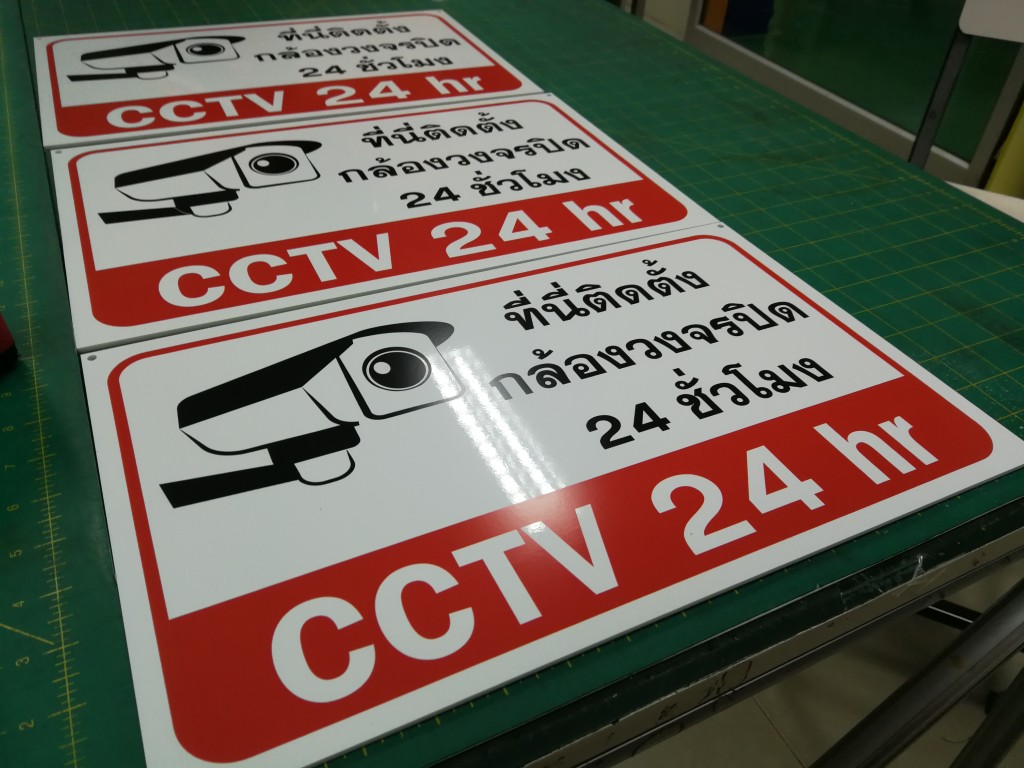 ที่นี่ติดตั้ง
กล้องวงจรปิด
24 ชั่วโมง
CCTV 24 hr
ที่นี่ติดตั้ง
กล้องวงจรปิด
24 ชั่วโมง
CCTV 24 hr
ที่นี่ติดตั้ง
กล้องวงจรปิด
24 ชั่วโมง
CCTV 24 hr